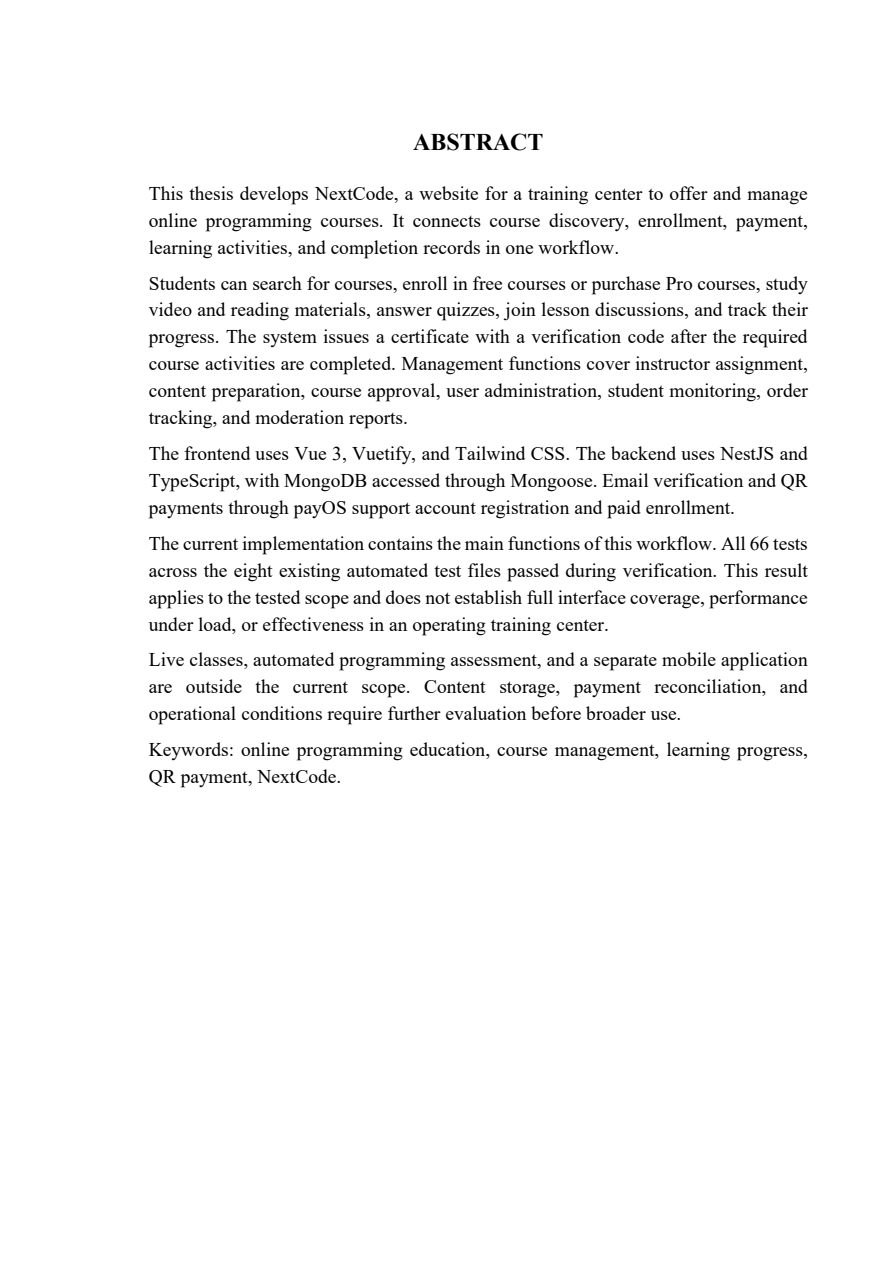 ABSTRACT
This thesis develops NextCode, a website for a training center to offer and manage
online programming courses. It connects course discovery, enrollment, payment,
learning activities, and completion records in one workflow.
Students can search for courses, enroll in free courses or purchase Pro courses, study
video and reading materials, answer quizzes, join lesson discussions, and track their
progress. The system issues a certificate with a verification code after the required
course activities are completed. Management functions cover instructor assignment,
content preparation, course approval, user administration, student monitoring, order
tracking, and moderation reports.
The frontend uses Vue 3, Vuetify, and Tailwind CSS. The backend uses NestJS and
TypeScript, with MongoDB accessed through Mongoose. Email verification and QR
payments through payOS support account registration and paid enrollment.
The current implementation contains the main functions of this workflow. All 66 tests
across the eight existing automated test files passed during verification. This result
applies to the tested scope and does not establish full interface coverage, performance
under load, or effectiveness in an operating training center.
Live classes, automated programming assessment, and a separate mobile application
are outside the current scope. Content storage, payment reconciliation, and
operational conditions require further evaluation before broader use.
Keywords: online programming education, course management, learning progress,
QR payment, NextCode.